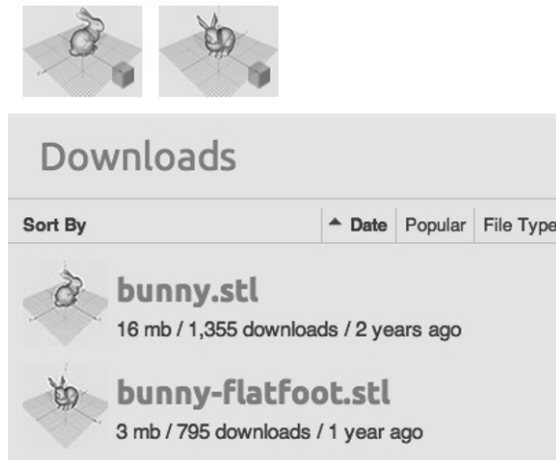 Downloads
Sort By Date Popular File Type
bunny.stl
16 mb / 1,355 downloads / 2 years ago
bunny-flatfoot.stl
3 mb / 795 downloads / 1 year ago